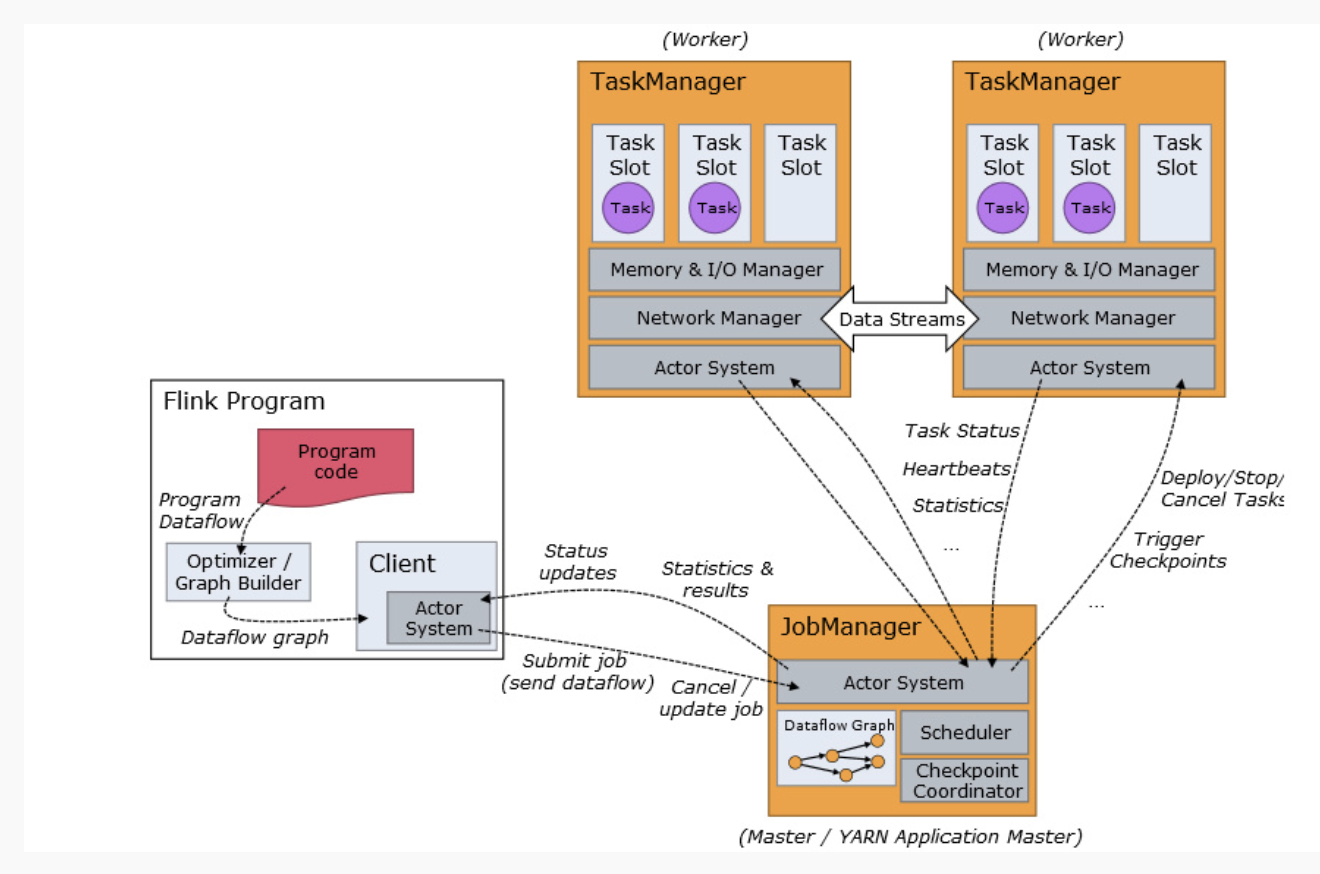 (Worker)
(Worker)
TaskManager
TaskManager
Task
Slot
Task
Task
Slot
Task
Task
Slot
Task
Slot
Task
Task
Slot
Task
Task
Slot
Memory & I/O Manager
Memory & I/O Manager
Network Manager
Data Streams
Network Manager
Actor System
Actor System
Flink Program
Program
code
Program
Dataflow
Optimizer /
Graph Builder
Dataflow graph
Client
Actor
System
Status
updates
Statistics &
results
Submit job
(send dataflow)
Cancel /
update job
Task Status
Heartbeats
Statistics
...
Deploy/Stop/
Cancel Tasks
Trigger
Checkpoints
...
JobManager
Actor System
Dataflow Graph
Scheduler
Checkpoint
Coordinator
(Master / YARN Application Master)